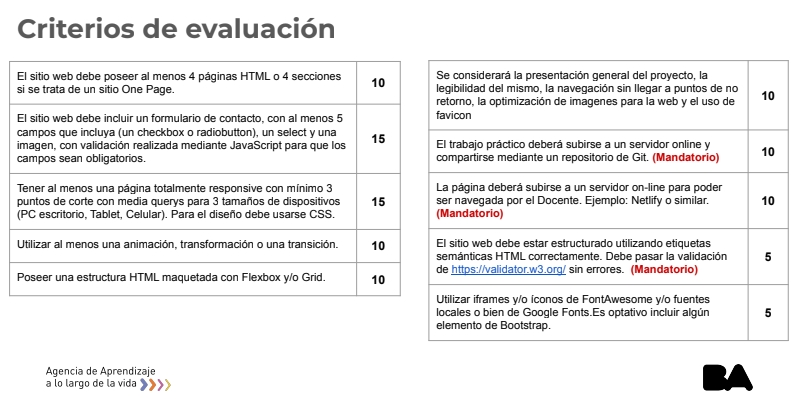 Criterios de evaluación
El sitio web debe poseer al menos 4 páginas HTML o 4 secciones
si se trata de un sitio One Page.
10
El sitio web debe incluir un formulario de contacto, con al menos 5
campos que incluya (un checkbox o radiobutton), un select y una
imagen, con validación realizada mediante JavaScript para que los
campos sean obligatorios.
15
Tener al menos una página totalmente responsive con mínimo 3
puntos de corte con media querys para 3 tamaños de dispositivos
(PC escritorio, Tablet, Celular). Para el diseño debe usarse CSS.
15
Utilizar al menos una animación, transformación o una transición.
10
Poseer una estructura HTML maquetada con Flexbox y/o Grid.
10
Se considerará la presentación general del proyecto, la
legibilidad del mismo, la navegación sin llegar a puntos de no
retorno, la optimización de imagenes para la web y el uso de
favicon
10
El trabajo práctico deberá subirse a un servidor online y
compartirse mediante un repositorio de Git. (Mandatorio)
10
La página deberá subirse a un servidor on-line para poder
ser navegada por el Docente. Ejemplo: Netlify o similar.
(Mandatorio)
10
El sitio web debe estar estructurado utilizando etiquetas
semánticas HTML correctamente. Debe pasar la validación
de https://validator.w3.org/ sin errores. (Mandatorio)
5
Utilizar iframes y/o íconos de FontAwesome y/o fuentes
locales o bien de Google Fonts.Es optativo incluir algún
elemento de Bootstrap.
5
Agencia de Aprendizaje
a lo largo de la vida
BA